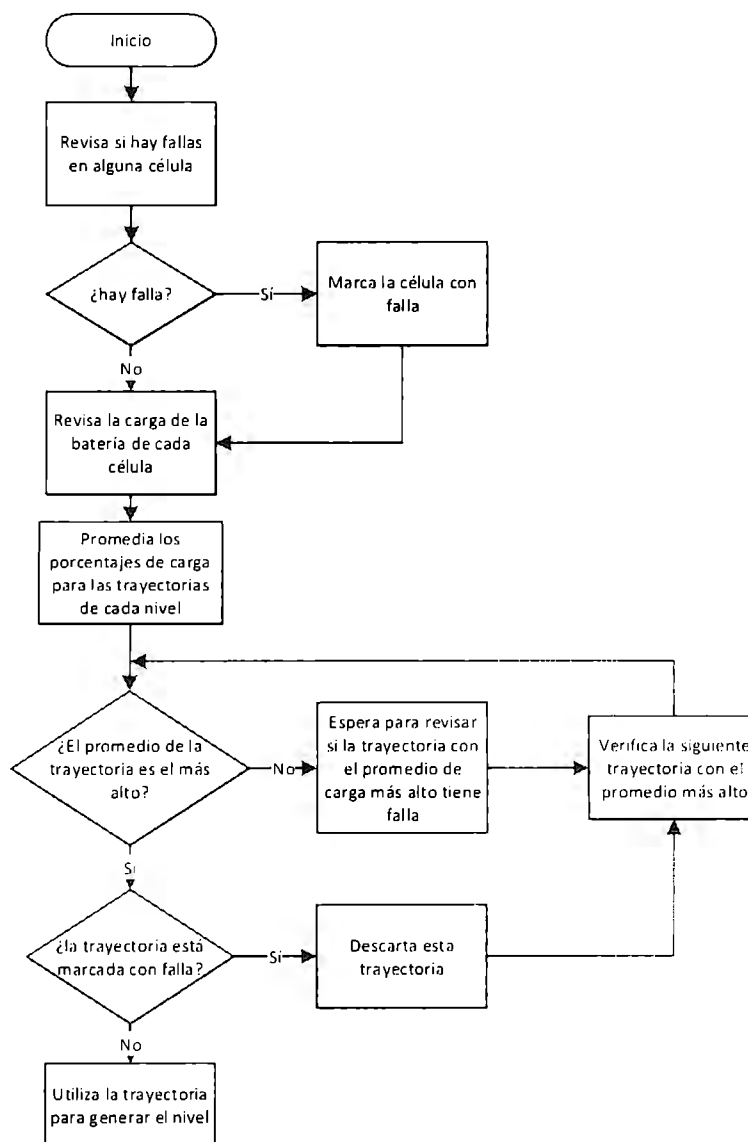 Inicio
Revisa si hay fallas
en alguna célula
¿hay falla?
Sí
Marca la célula con
falla
No
Revisa la carga de la
batería de cada
célula
Promedia los
porcentajes de carga
para las trayectorias
de cada nivel
¿El promedio de la
trayectoria es el más
alto?
No
Espera para revisar
si la trayectoria con
el promedio de
carga más alto tiene
falla
Verifica la siguiente
trayectoria con el
promedio más alto
Sí
¿la trayectoria está
marcada con falla?
Sí
Descarta esta
trayectoria
No
Utiliza la trayectoria
para generar el nivel